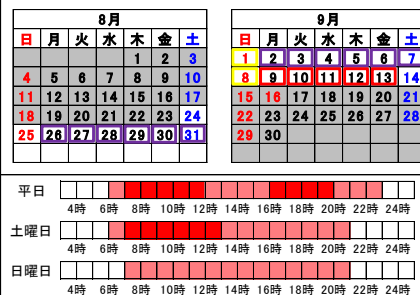 8月
日 月 火 水 木 金 土
1 2 3
4 5 6 7 8 9 10
11 12 13 14 15 16 17
18 19 20 21 22 23 24
25 26 27 28 29 30 31
9月
日 月 火 水 木 金 土
1 2 3 4 5 6 7
8 9 10 11 12 13 14
15 16 17 18 19 20 21
22 23 24 25 26 27 28
29 30
平日
4時 6時 8時 10時 12時 14時 16時 18時 20時 22時 24時
土曜日
4時 6時 8時 10時 12時 14時 16時 18時 20時 22時 24時
日曜日
4時 6時 8時 10時 12時 14時 16時 18時 20時 22時 24時